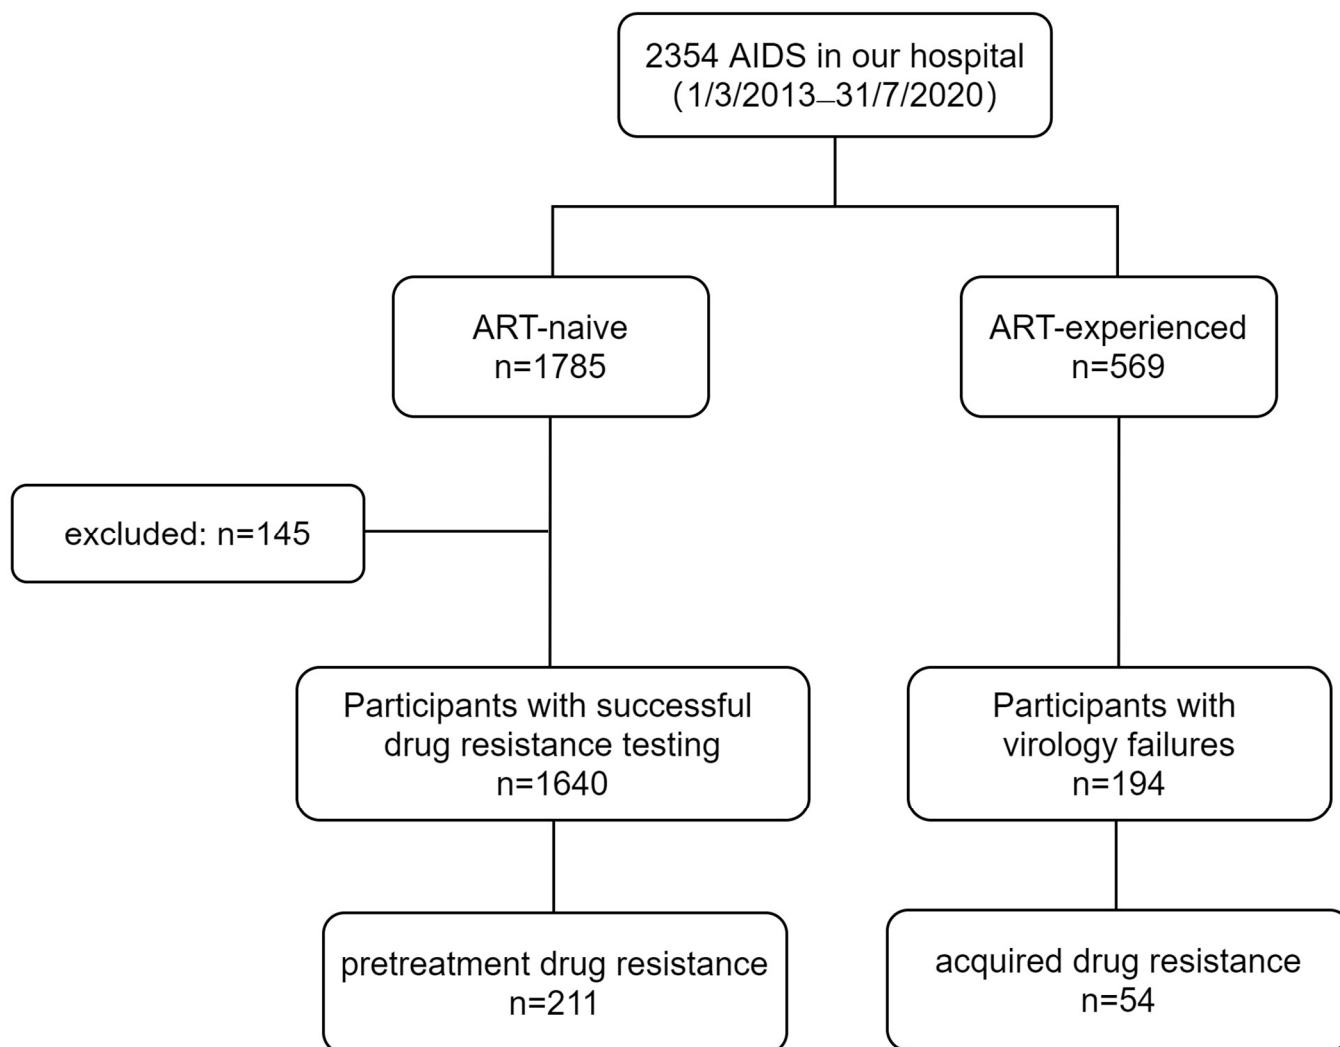 2354 AIDS in our hospital
(1/3/2013–31/7/2020)
ART-naive
n=1785
ART-experienced
n=569
excluded: n=145
Participants with successful
drug resistance testing
n=1640
Participants with
virology failures
n=194
pretreatment drug resistance
n=211
acquired drug resistance
n=54